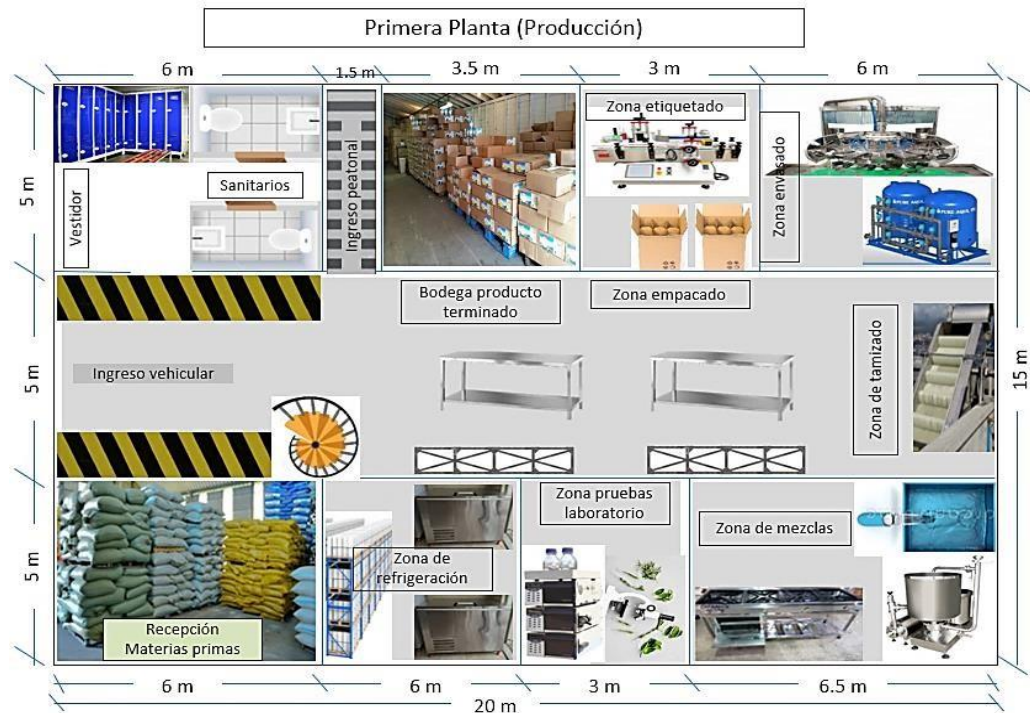 Primera Planta (Producción)
6 m
1.5 m
3.5 m
3 m
6 m
5 m
Vestidor
Sanitarios
Ingreso peatonal
Zona etiquetado
Zona envasado
Bodega producto
terminado
Zona empacado
5 m
Ingreso vehicular
Zona de tamizado
15 m
5 m
Recepción
Materias primas
Zona de
refrigeración
Zona pruebas
laboratorio
Zona de mezclas
6 m
6 m
3 m
6.5 m
20 m